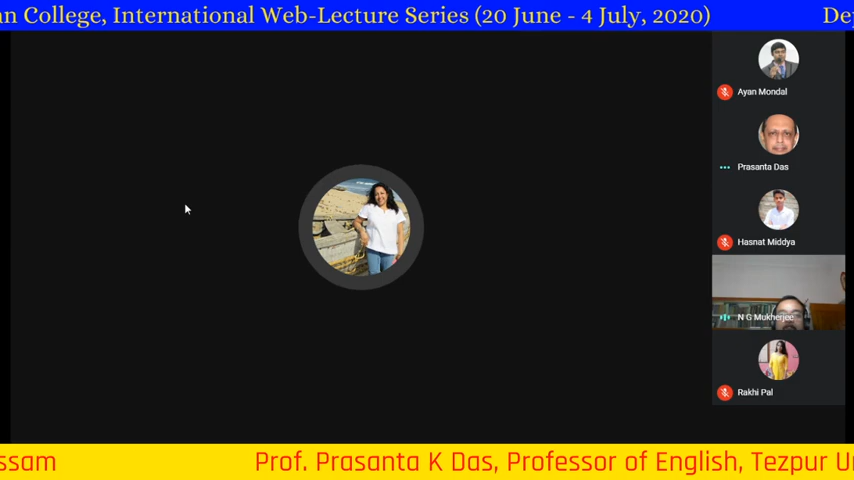 n College, International Web-Lecture Series (20 June - 4 July, 2020) De
Ayan Mondal
Prasanta Das
Hasnat Middya
N G Mukherjee
Rakhi Pal
ssam Prof. Prasanta K Das, Professor of English, Tezpur U